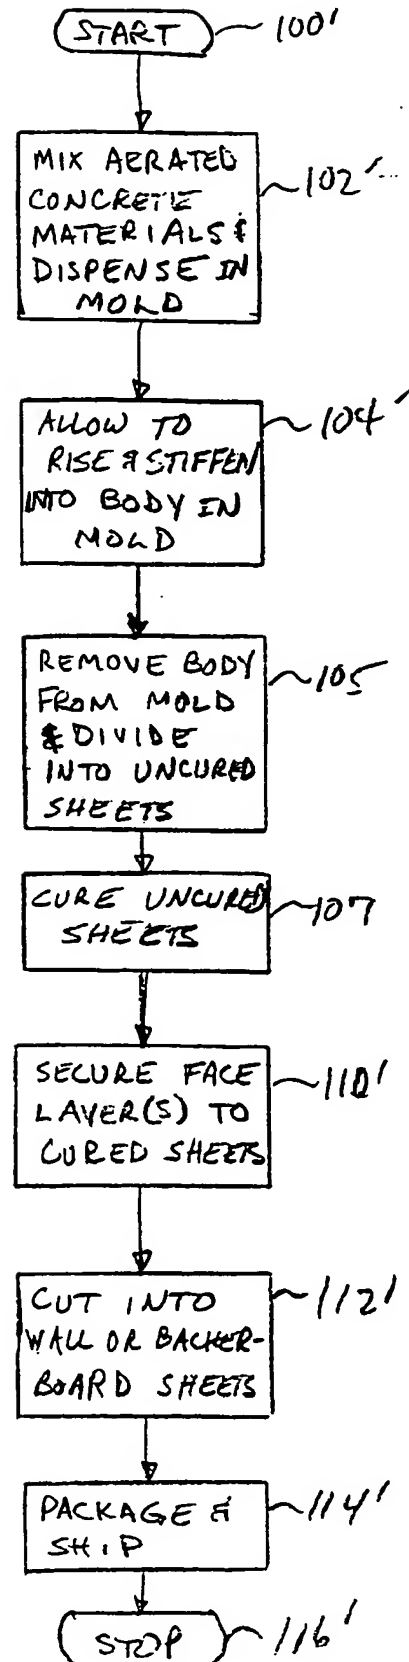 START 100'
MIX AERATED
CONCRETE
MATERIALS &
DISPENSE IN
MOLD
102'
ALLOW TO
RISE & STIFFEN
INTO BODY IN
MOLD
104'
REMOVE BODY
FROM MOLD
& DIVIDE
INTO UNCURED
SHEETS
105
CURE UNCURED
SHEETS
107
SECURE FACE
LAYER(S) TO
CURED SHEETS
110'
CUT INTO
WALL OR BACKER-
BOARD SHEETS
112'
PACKAGE &
SHIP
114'
STOP 116'